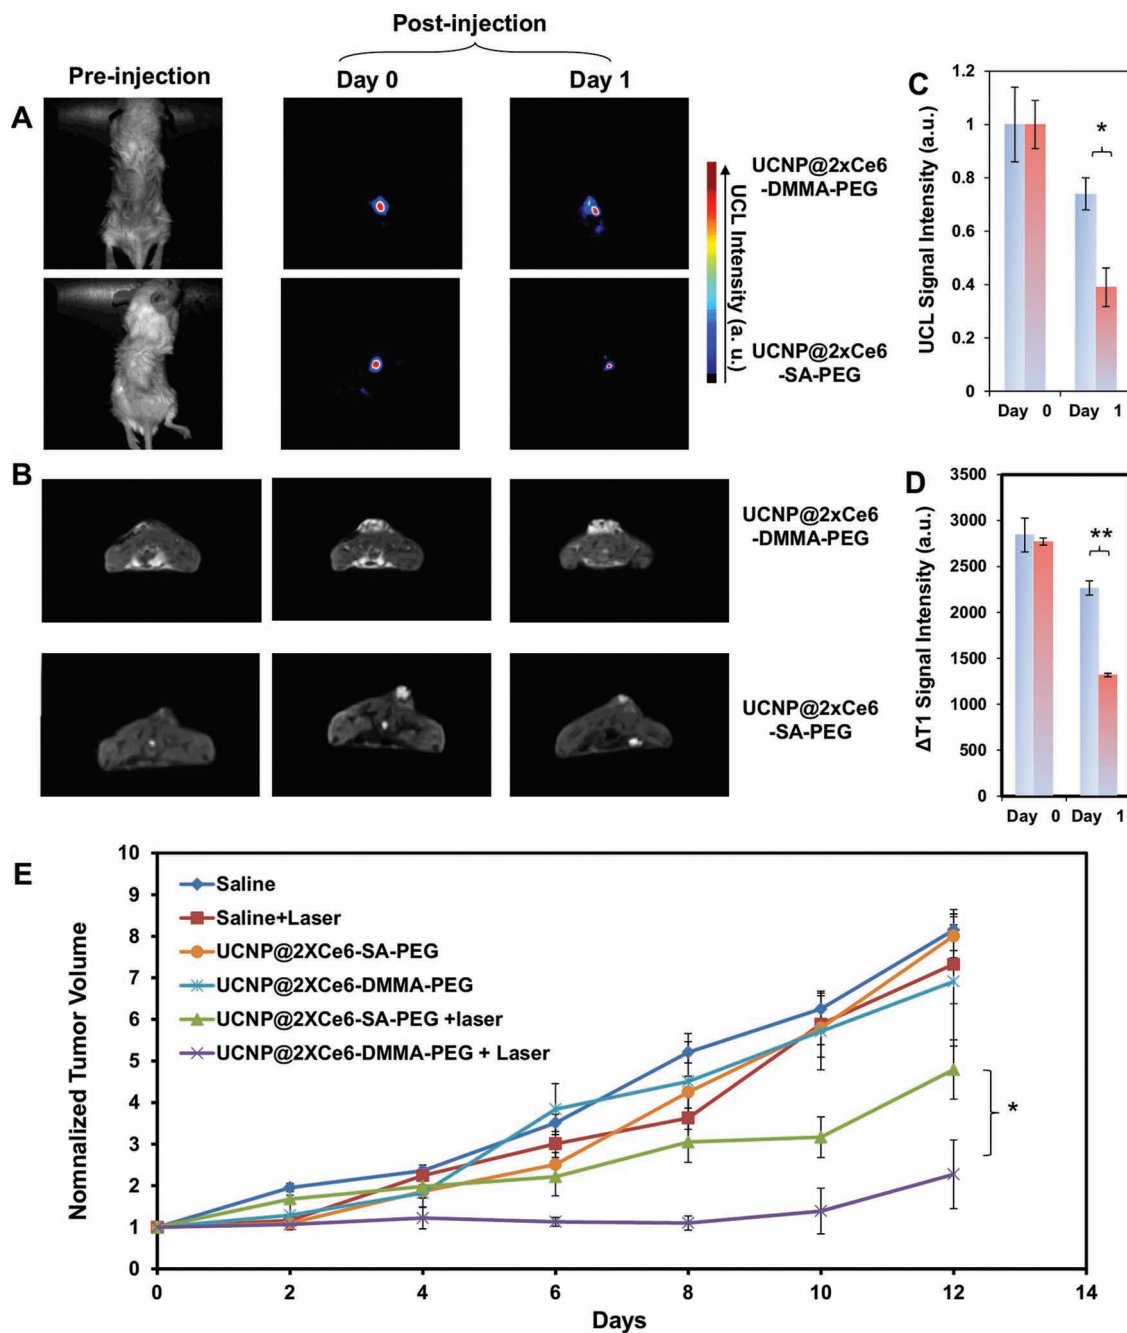 Post-injection
Pre-injection
Day 0
Day 1
A
UCL Intensity (a. u.)
UCNP@2xCe6
-DMMA-PEG
UCNP@2xCe6
-SA-PEG
C
UCL Signal Intensity (a.u.)
1.2
1
0.8
0.6
0.4
0.2
0
*
Day 0
Day 1
B
UCNP@2xCe6
-DMMA-PEG
UCNP@2xCe6
-SA-PEG
D
ΔT1 Signal Intensity (a.u.)
3500
3000
2500
2000
1500
1000
500
0
**
Day 0
Day 1
E
Nomnalized Tumor Volume
10
9
8
7
6
5
4
3
2
1
0
Saline
Saline+Laser
UCNP@2XCe6-SA-PEG
UCNP@2XCe6-DMMA-PEG
UCNP@2XCe6-SA-PEG +laser
UCNP@2XCe6-DMMA-PEG + Laser
*
0 2 4 6 8 10 12 14
Days